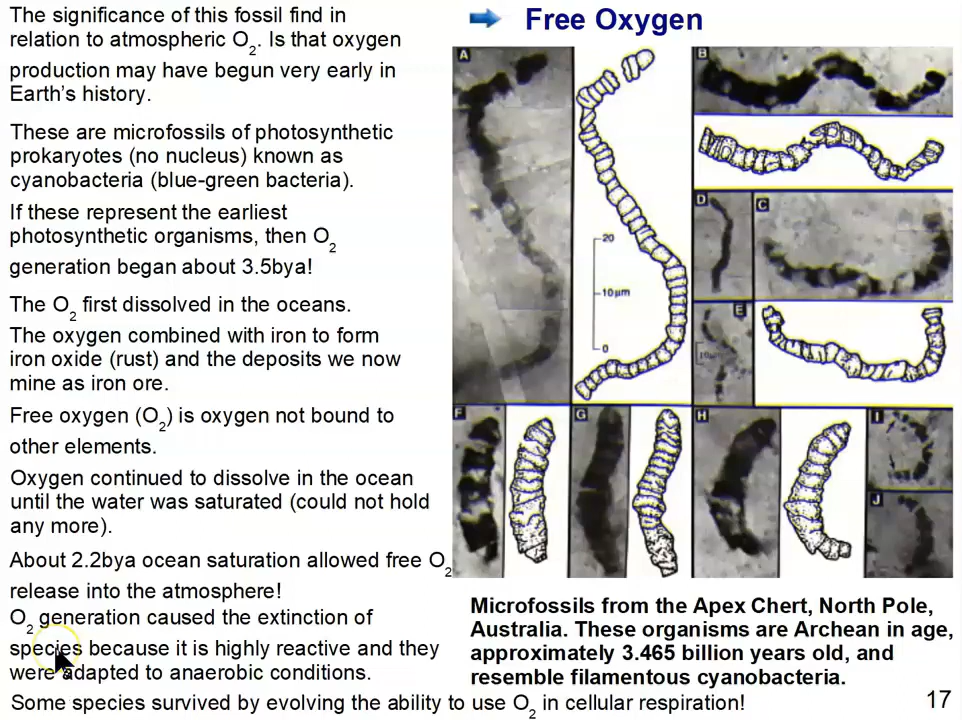 The significance of this fossil find in
relation to atmospheric O2. Is that oxygen
production may have begun very early in
Earth's history.
These are microfossils of photosynthetic
prokaryotes (no nucleus) known as
cyanobacteria (blue-green bacteria).
If these represent the earliest
photosynthetic organisms, then O2
generation began about 3.5bya!
The O2 first dissolved in the oceans.
The oxygen combined with iron to form
iron oxide (rust) and the deposits we now
mine as iron ore.
Free oxygen (O2) is oxygen not bound to
other elements.
Oxygen continued to dissolve in the ocean
until the water was saturated (could not hold
any more).
About 2.2bya ocean saturation allowed free O2
release into the atmosphere!
O2 generation caused the extinction of
species because it is highly reactive and they
were adapted to anaerobic conditions.
Some species survived by evolving the ability to use O2 in cellular respiration!
Free Oxygen
A
B
D
C
20
10µm
0
E
10µ
F
G
H
I
J
Microfossils from the Apex Chert, North Pole,
Australia. These organisms are Archean in age,
approximately 3.465 billion years old, and
resemble filamentous cyanobacteria.
17